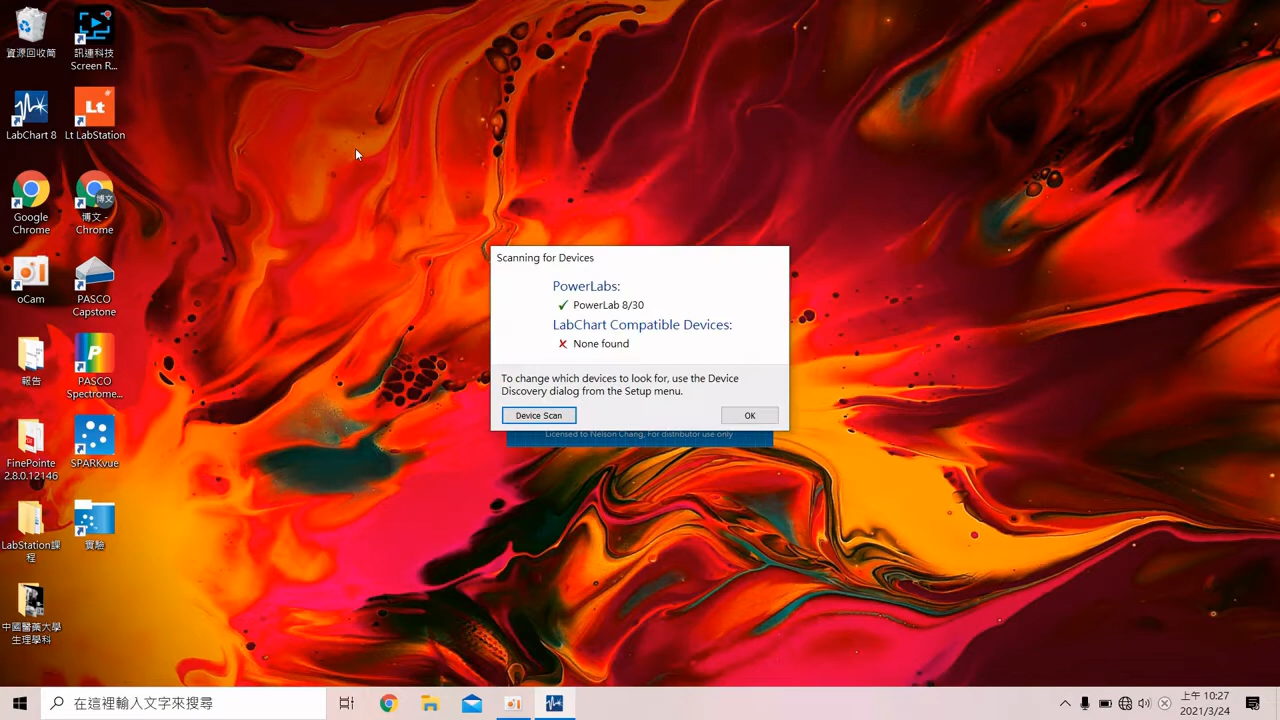 資源回收筒
訊連科技
Screen R...
LabChart 8
Lt
Lt LabStation
Google
Chrome
博文
博文 -
Chrome
oCam
PASCO
Capstone
報告
P
PASCO
Spectrome...
FinePointe
2.8.0.12146
SPARKvue
LabStation課
程
實驗
中國醫藥大學
生理學科
Scanning for Devices
PowerLabs:
PowerLab 8/30
LabChart Compatible Devices:
None found
To change which devices to look for, use the Device
Discovery dialog from the Setup menu.
Device Scan
OK
Licensed to Nelson Chang, For distributor use only
在這裡輸入文字來搜尋
上午 10:27
2021/3/24